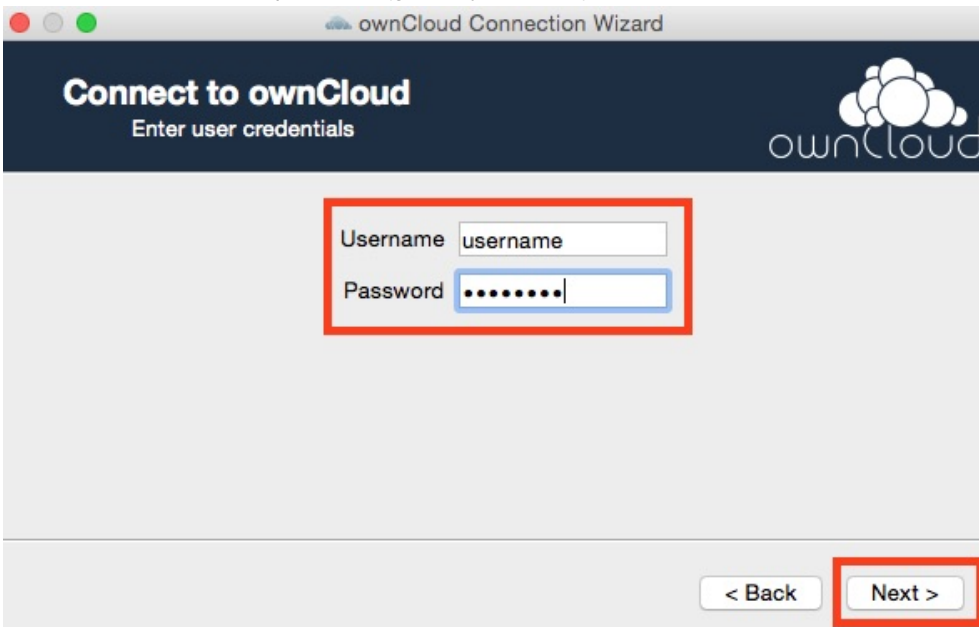 ownCloud Connection Wizard
Connect to ownCloud
Enter user credentials
ownCloud
Username username
Password ••••••••
< Back Next >